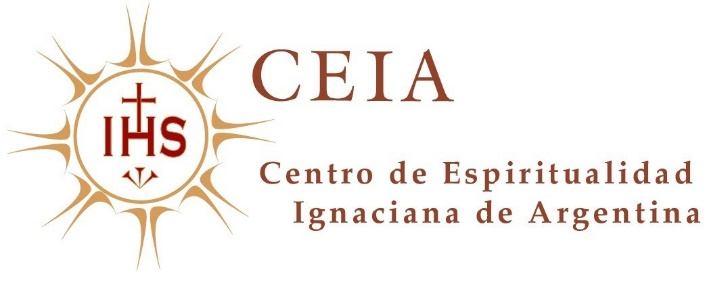 IHS
CEIA
Centro de Espiritualidad
Ignaciana de Argentina